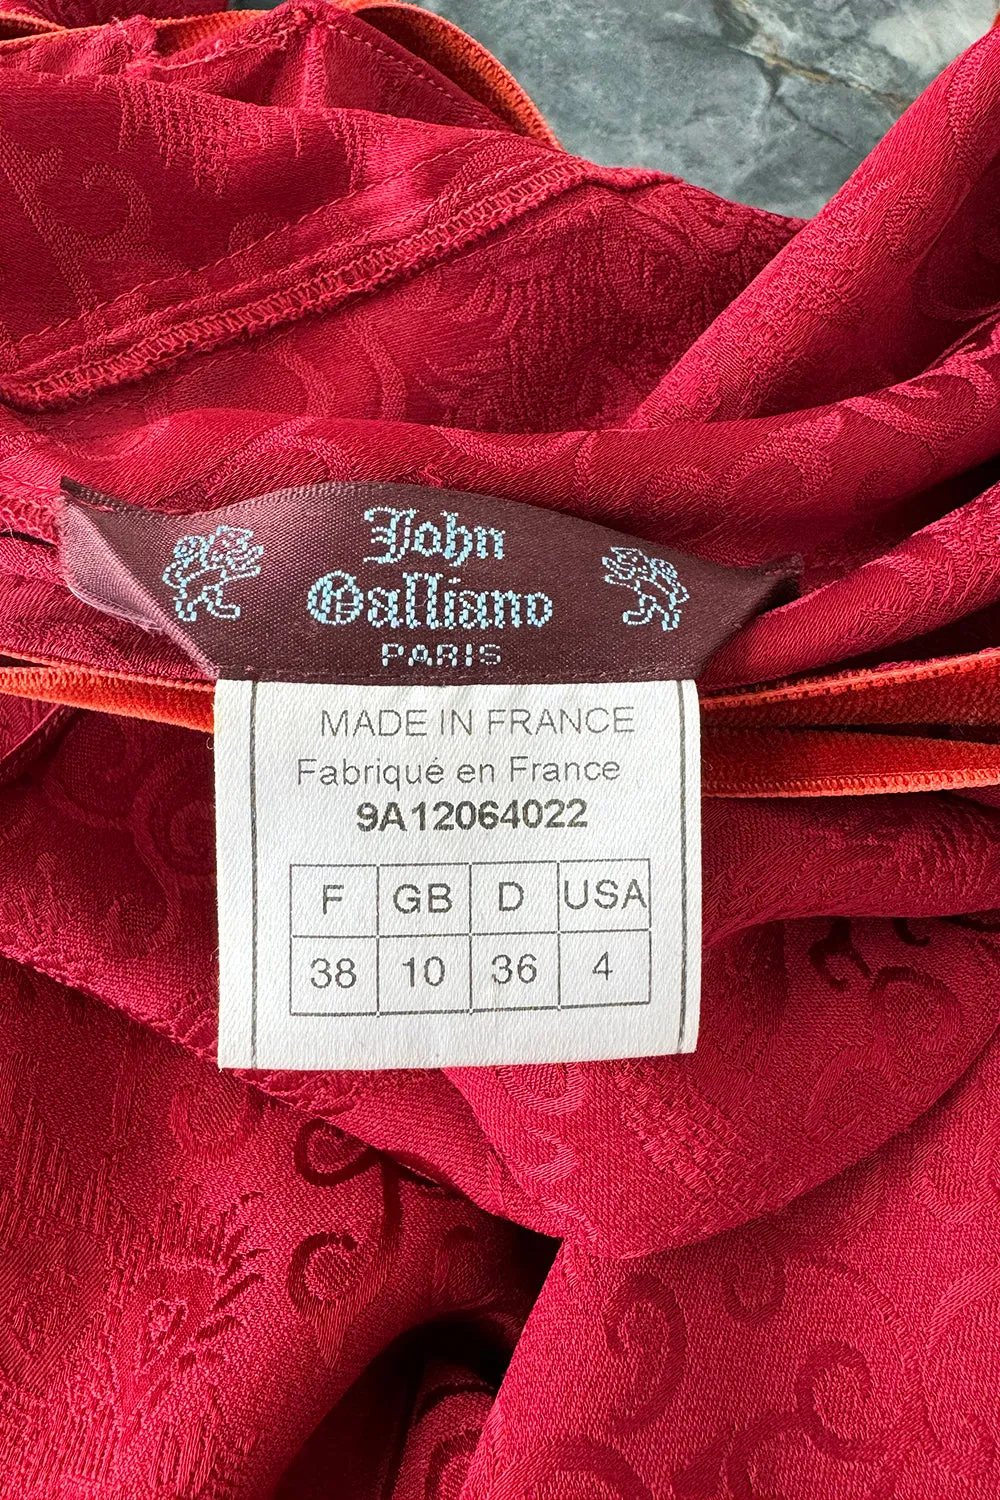 John
Galliano
PARIS
MADE IN FRANCE
Fabriqué en France
9A12064022
F GB D USA
38 10 36 4